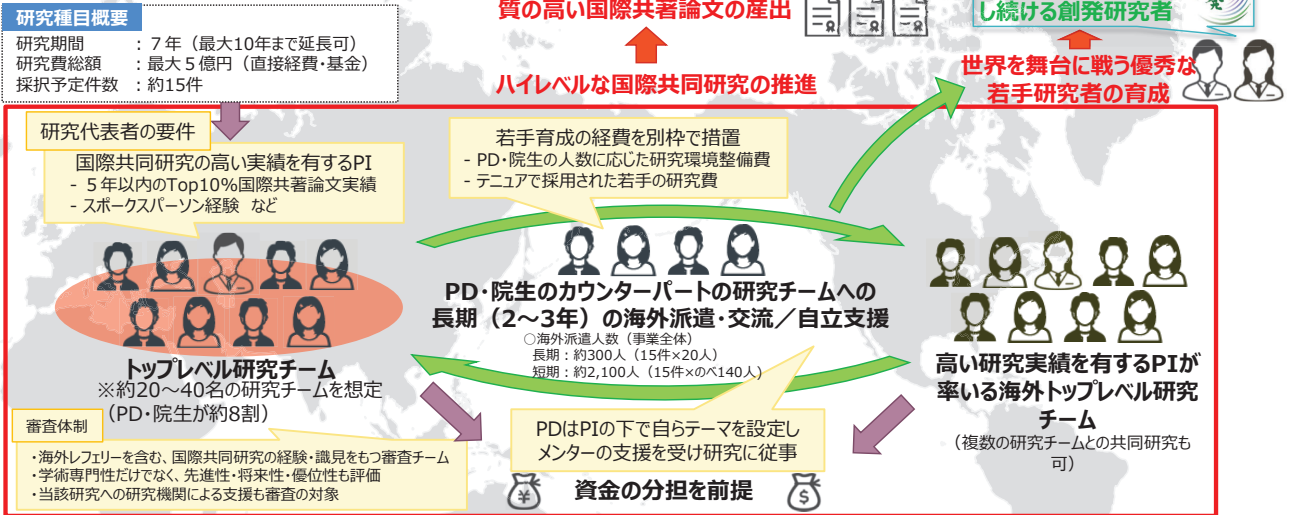 研究種目概要
研究期間　：７年（最大10年まで延長可）
研究費総額　：最大５億円（直接経費・基金）
採択予定件数　：約15件
質の高い国際共著論文の産出
ハイレベルな国際共同研究の推進
し続ける創発研究者
世界を舞台に戦う優秀な
若手研究者の育成
研究代表者の要件
国際共同研究の高い実績を有するPI
- ５年以内のTop10%国際共著論文実績
- スポークスパーソン経験 など
若手育成の経費を別枠で措置
- PD・院生の人数に応じた研究環境整備費
- テニュアで採用された若手の研究費
PD・院生のカウンターパートの研究チームへの
長期（2～3年）の海外派遣・交流／自立支援
○海外派遣人数（事業全体）
長期：約300人（15件×20人）
短期：約2,100人（15件×のべ140人）
トップレベル研究チーム
※約20～40名の研究チームを想定
（PD・院生が約8割）
高い研究実績を有するPIが
率いる海外トップレベル研究
チーム
（複数の研究チームとの共同研究も
可）
審査体制
・海外レフェリーを含む、国際共同研究の経験・識見をもつ審査チーム
・学術専門性だけでなく、先進性・将来性・優位性も評価
・当該研究への研究機関による支援も審査の対象
PDはPIの下で自らテーマを設定し
メンターの支援を受け研究に従事
¥ 資金の分担を前提 $